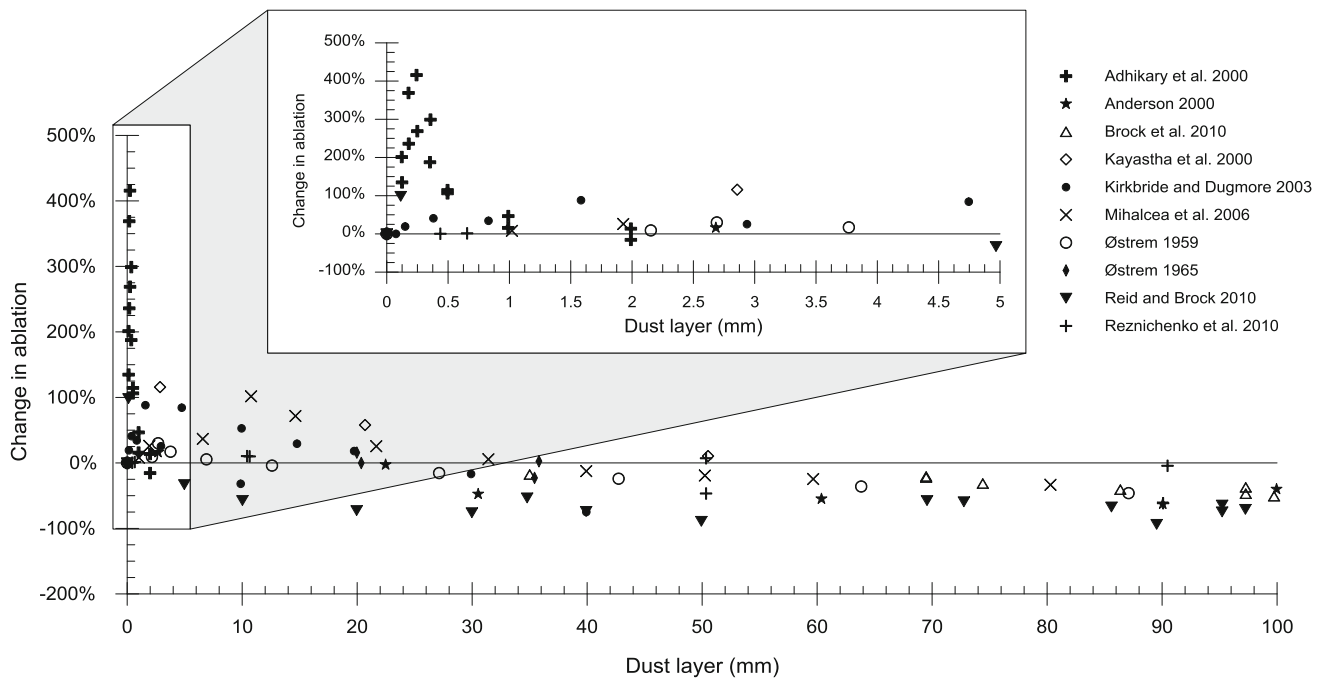 500%
400%
300%
200%
100%
0%
-100%
Change in ablation
0
0.5
1
1.5
2
2.5
3
3.5
4
4.5
5
Dust layer (mm)
Adhikary et al. 2000
Anderson 2000
Brock et al. 2010
Kayastha et al. 2000
Kirkbride and Dugmore 2003
Mihalcea et al. 2006
Østrem 1959
Østrem 1965
Reid and Brock 2010
Reznichenko et al. 2010
500%
400%
300%
200%
100%
0%
-100%
-200%
Change in ablation
0
10
20
30
40
50
60
70
80
90
100
Dust layer (mm)